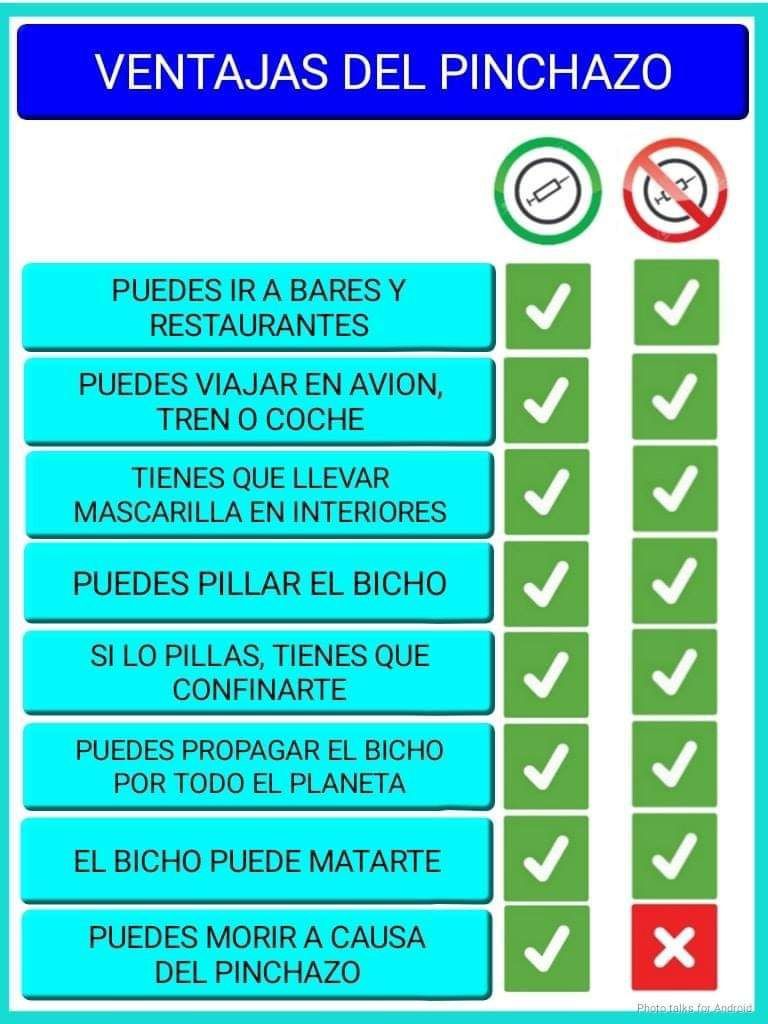 VENTAJAS DEL PINCHAZO
PUEDES IR A BARES Y
RESTAURANTES
PUEDES VIAJAR EN AVION,
TREN O COCHE
TIENES QUE LLEVAR
MASCARILLA EN INTERIORES
PUEDES PILLAR EL BICHO
SI LO PILLAS, TIENES QUE
CONFINARTE
PUEDES PROPAGAR EL BICHO
POR TODO EL PLANETA
EL BICHO PUEDE MATARTE
PUEDES MORIR A CAUSA
DEL PINCHAZO
Photo talks for Android